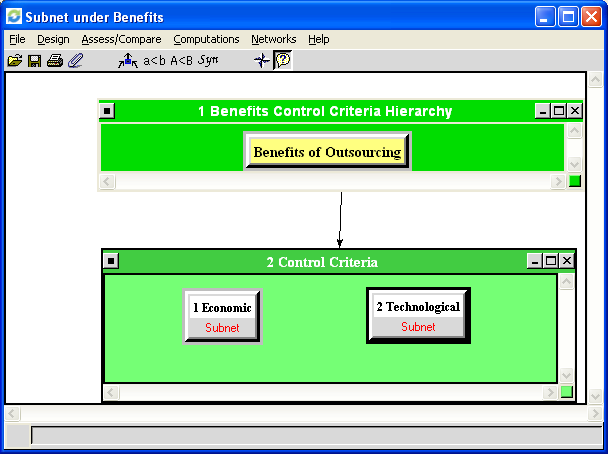 Subnet under Benefits
File Design Assess/Compare Computations Networks Help
a<b A<B Syn
1 Benefits Control Criteria Hierarchy
Benefits of Outsourcing
2 Control Criteria
1 Economic 2 Technological
Subnet Subnet